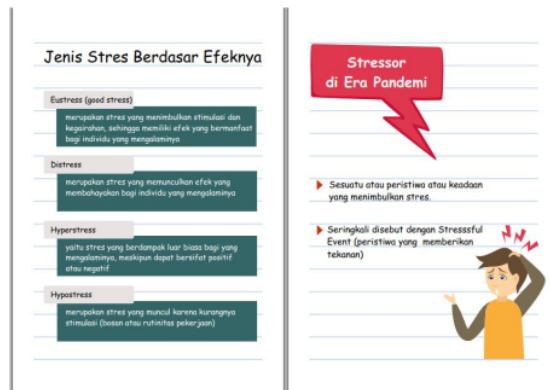 Jenis Stres Berdasar Efeknya
Eustress (good stress)
merupakan stres yang menimbulkan stimulasi dan
kegairahan, sehingga memiliki efek yang bermanfaat
bagi individu yang mengalaminya
Distress
merupakan stres yang memunculkan efek yang
membahayakan bagi individu yang mengalaminya
Hyperstress
yaitu stres yang berdampak luar biasa bagi yang
mengalaminya, meskipun dapat bersifat positif
atau negatif
Hypostress
merupakan stres yang muncul karena kurangnya
stimulasi (bosan atau rutinitas pekerjaan)
Stressor
di Era Pandemi
Sesuatu atau peristiwa atau keadaan
yang menimbulkan stres.
Seringkali disebut dengan Stresssful
Event (peristiwa yang memberikan
tekanan)